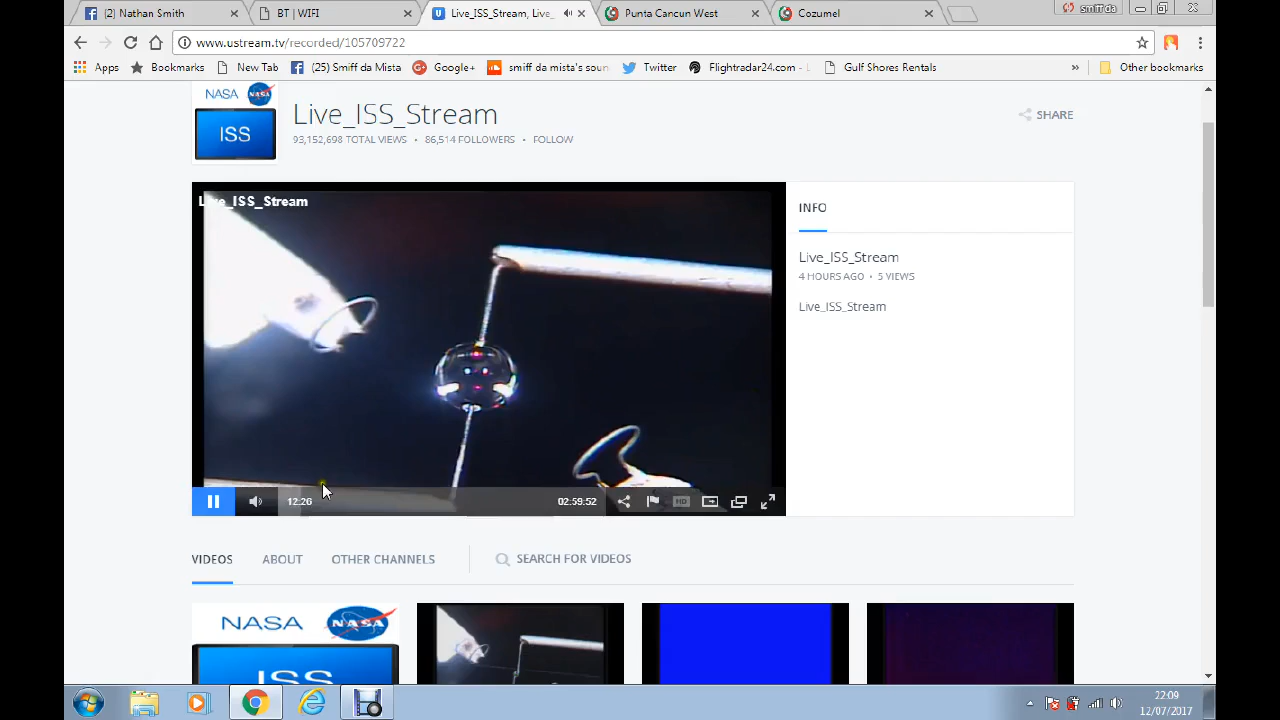 (2) Nathan Smith
BT | WIFI
Live_ISS_Stream, Live_
Punta Cancun West
Cozumel
smiff da
www.ustream.tv/recorded/105709722
Apps
Bookmarks
New Tab
(25) Smiff da Mista
Google+
smiff da mista's soun
Twitter
Flightradar24.com - L
Gulf Shores Rentals
»
Other bookmarks
NASA
ISS
Live_ISS_Stream
93,152,698 TOTAL VIEWS • 86,514 FOLLOWERS • FOLLOW
SHARE
Live_ISS_Stream
12:26
02:59:52
HD
INFO
Live_ISS_Stream
4 HOURS AGO • 5 VIEWS
Live_ISS_Stream
VIDEOS
ABOUT
OTHER CHANNELS
SEARCH FOR VIDEOS
NASA
NASA
ISS
22:09
12/07/2017